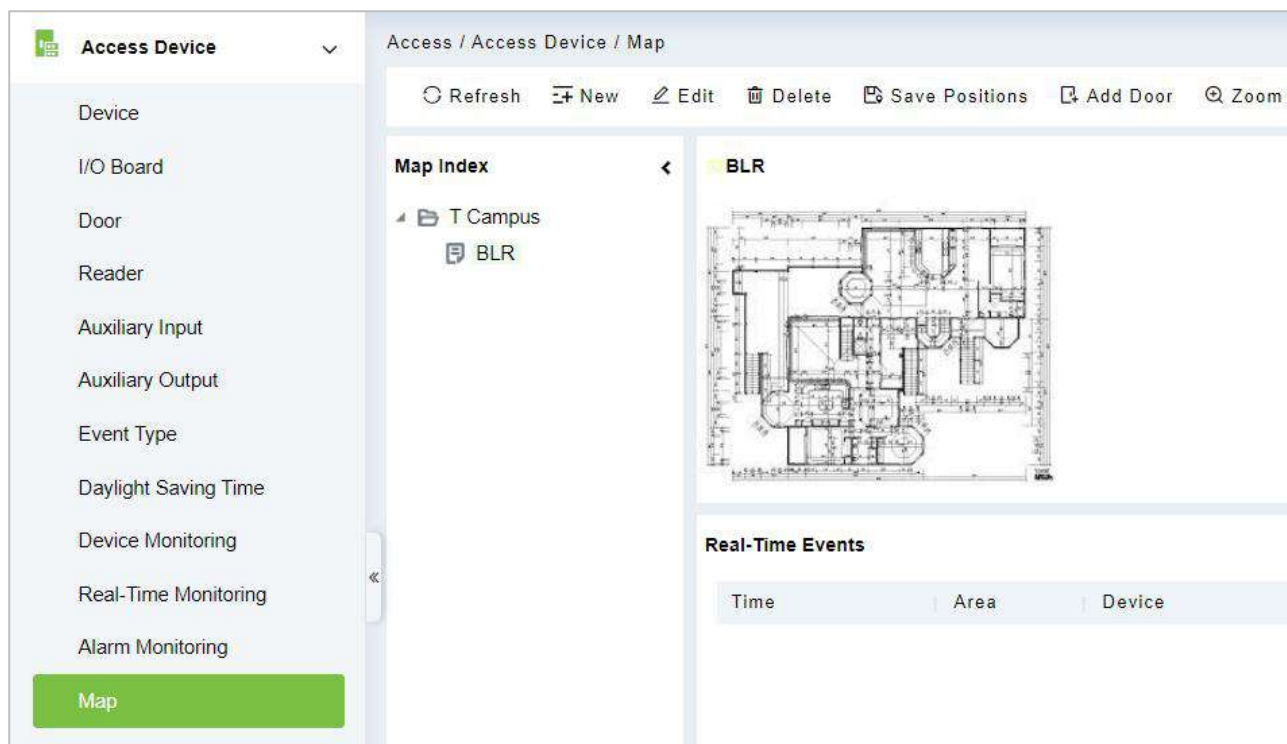 Access Device
Device
I/O Board
Door
Reader
Auxiliary Input
Auxiliary Output
Event Type
Daylight Saving Time
Device Monitoring
Real-Time Monitoring
Alarm Monitoring
Map
Access / Access Device / Map
Refresh New Edit Delete Save Positions Add Door Zoom
Map Index
T Campus
BLR
BLR
Real-Time Events
Time Area Device